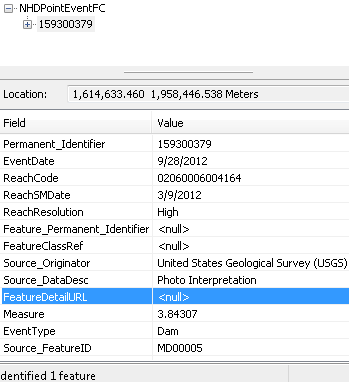 NHDPointEventFC
159300379
Location: 1,614,633.460 1,958,446.538 Meters
Field Value
Permanent_Identifier 159300379
EventDate 9/28/2012
ReachCode 02060006004164
ReachSMDate 3/9/2012
ReachResolution High
Feature_Permanent_Identifier <null>
FeatureClassRef <null>
Source_Originator United States Geological Survey (USGS)
Source_DataDesc Photo Interpretation
FeatureDetailURL <null>
Measure 3.84307
EventType Dam
Source_FeatureID MD00005
dentified 1 feature